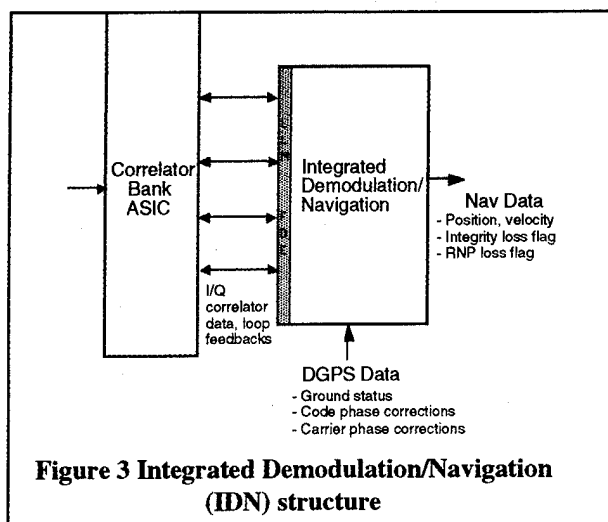 Correlator
Bank
ASIC
Integrated
Demodulation/
Navigation
I/Q
correlator
data, loop
feedbacks
Nav Data
- Position, velocity
- Integrity loss flag
- RNP loss flag
DGPS Data
- Ground status
- Code phase corrections
- Carrier phase corrections
Figure 3 Integrated Demodulation/Navigation
(IDN) structure